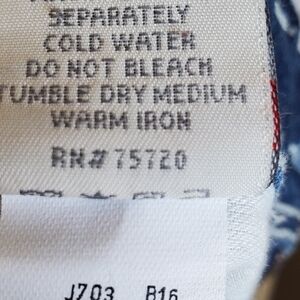 SEPARATELY
COLD WATER
DO NOT BLEACH
TUMBLE DRY MEDIUM
WARM IRON
RN# 75720
J703 B16